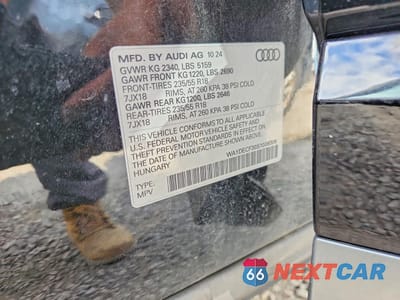 MFD. BY AUDI AG 10 24
GVWR KG 2340, LBS 5159
GAWR FRONT KG1220, LBS 2690
FRONT-TIRES 235/55 R18
7JX18 RIMS, AT 260 KPA 38 PSI COLD
GAWR REAR KG1200, LBS 2646
REAR-TIRES 235/55 R18
7JX18 RIMS, AT 260 KPA 38 PSI COLD
THIS VEHICLE CONFORMS TO ALL APPLICABLE
U.S. FEDERAL MOTOR VEHICLE SAFETY AND
THEFT PREVENTION STANDARDS IN EFFECT ON
THE DATE OF MANUFACTURE SHOWN ABOVE.
HUNGARY
TYPE:
MPV
66 NEXTCAR